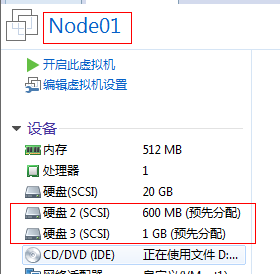 Node01
开启此虚拟机
编辑虚拟机设置
设备
内存 512 MB
处理器 1
硬盘(SCSI) 20 GB
硬盘 2 (SCSI) 600 MB (预先分配)
硬盘 3 (SCSI) 1 GB (预先分配)
CD/DVD (IDE) 正在使用文件 D:...